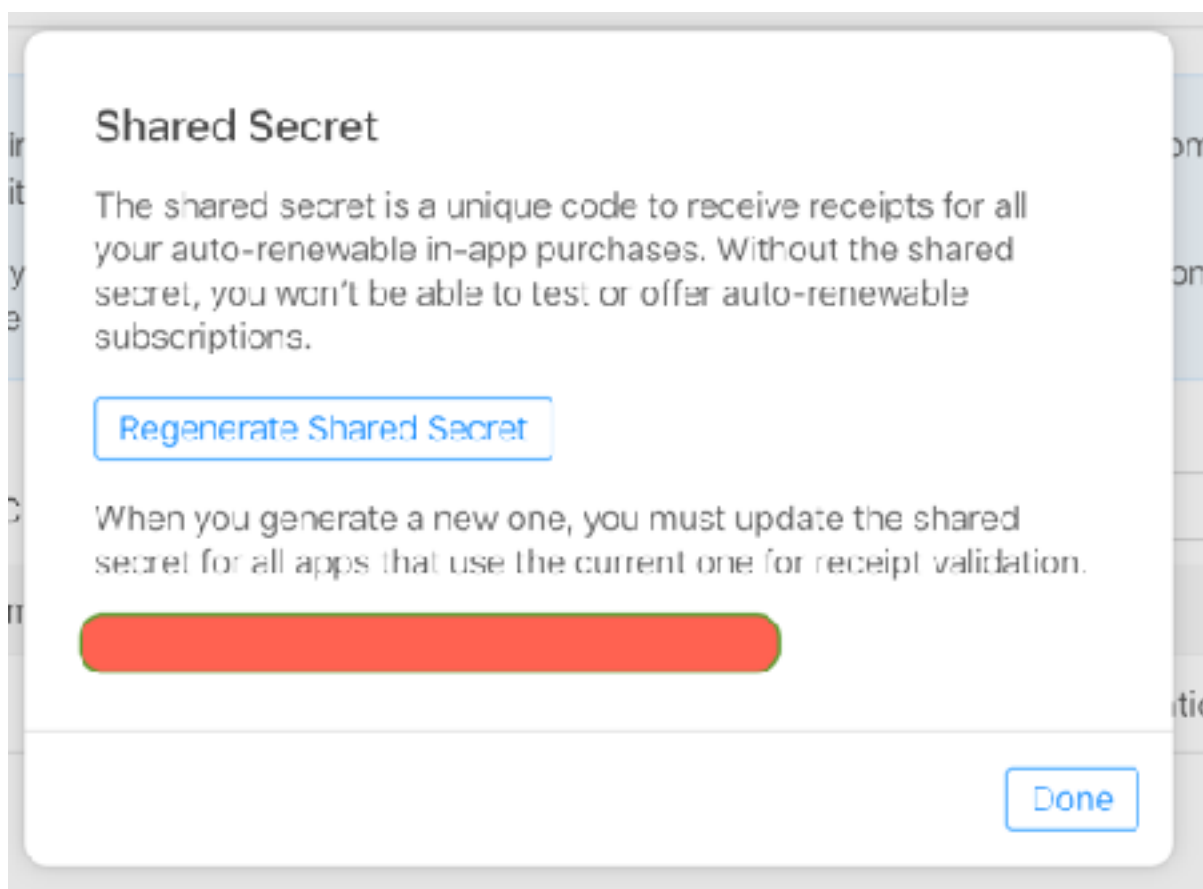 Shared Secret
The shared secret is a unique code to receive receipts for all
your auto-renewable in-app purchases. Without the shared
secret, you won't be able to test or offer auto-renewable
subscriptions.
Regenerate Shared Secret
When you generate a new one, you must update the shared
secret for all apps that use the current one for receipt validation.
Done